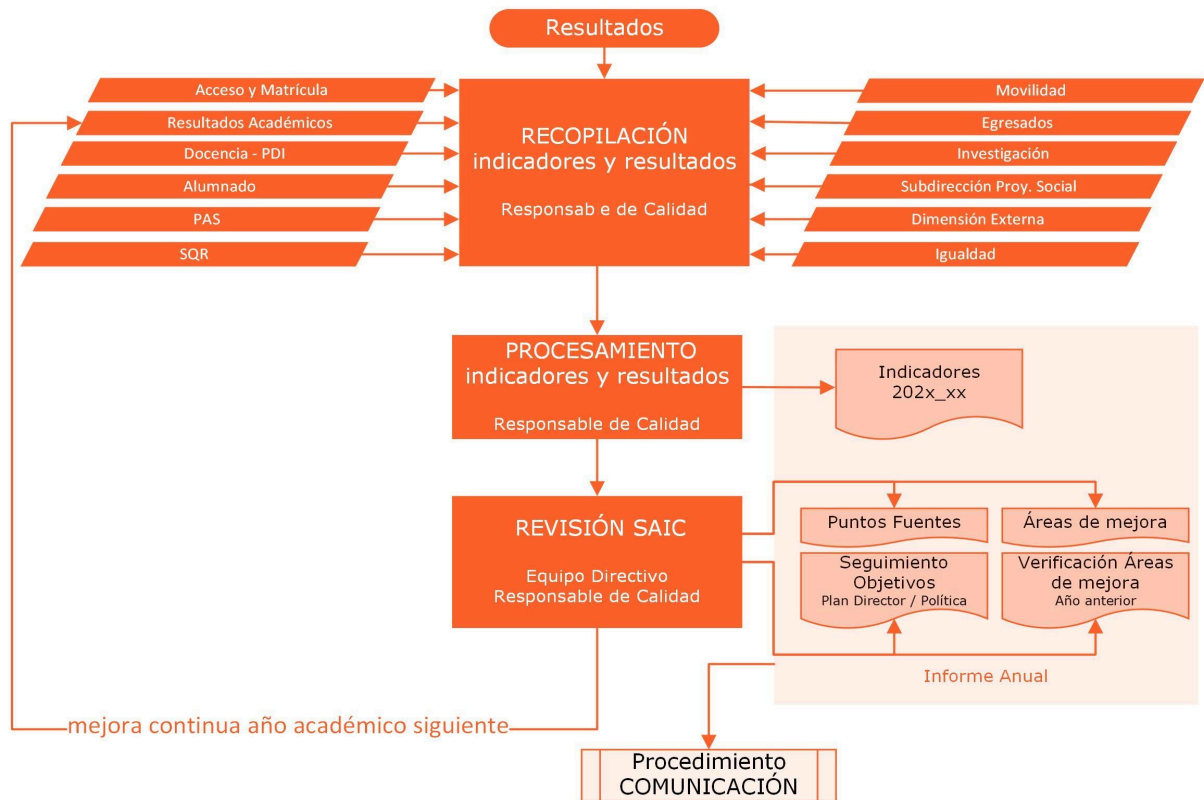 Resultados
Acceso y Matrícula
Resultados Académicos
Docencia - PDI
Alumnado
PAS
SQR
RECOPILACIÓN
indicadores y resultados
Responsab e de Calidad
Movilidad
Egresados
Investigación
Subdirección Proy. Social
Dimensión Externa
Igualdad
PROCESAMIENTO
indicadores y resultados
Responsable de Calidad
Indicadores
202x_xx
REVISIÓN SAIC
Equipo Directivo
Responsable de Calidad
Puntos Fuentes
Áreas de mejora
Seguimiento
Objetivos
Plan Director / Política
Verificación Áreas
de mejora
Año anterior
Informe Anual
mejora continua año académico siguiente
Procedimiento
COMUNICACIÓN